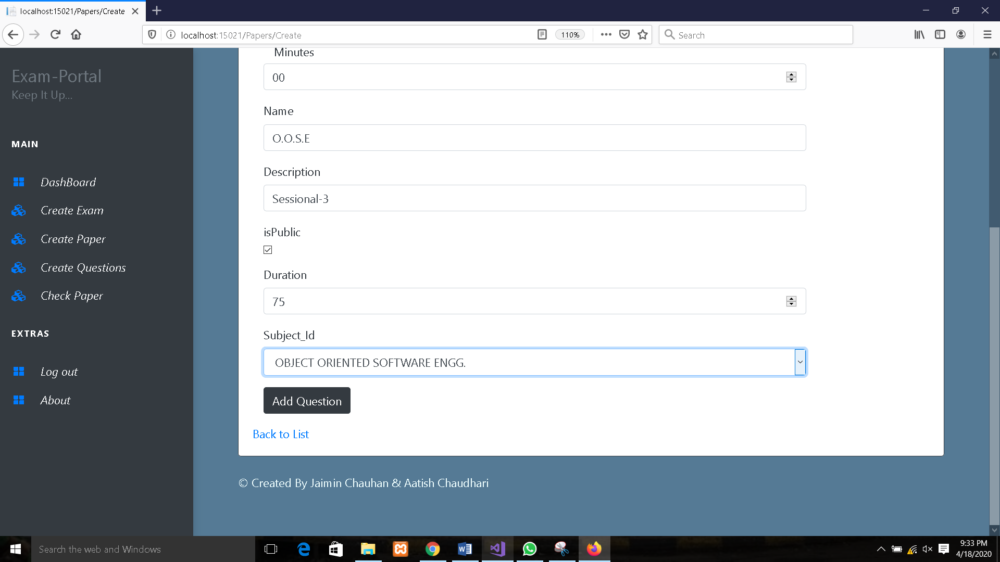 localhost:15021/Papers/Create
localhost:15021/Papers/Create
110%
Search
Exam-Portal
Keep It Up...
MAIN
DashBoard
Create Exam
Create Paper
Create Questions
Check Paper
EXTRAS
Log out
About
Minutes
00
Name
O.O.S.E
Description
Sessional-3
isPublic
Duration
75
Subject_Id
OBJECT ORIENTED SOFTWARE ENGG.
Add Question
Back to List
© Created By Jaimin Chauhan & Aatish Chaudhari
Search the web and Windows
9:33 PM
4/18/2020